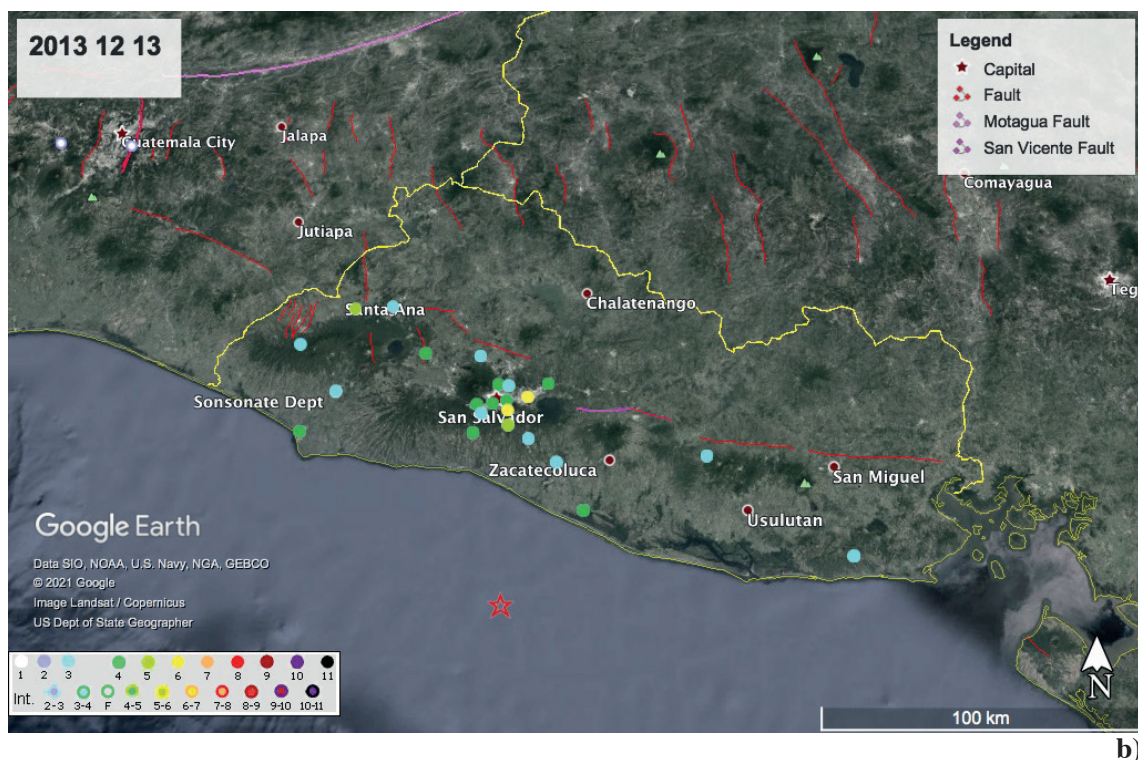 2013 12 13
Legend
Capital
Fault
Motagua Fault
San Vicente Fault
Guatemala City
Jalapa
Comayagua
Jutiapa
Teg
Chalatenango
Santa Ana
Sonsonate Dept
San Salvador
Zacatecoluca
San Miguel
Usulutan
Google Earth
Data SIO, NOAA, U.S. Navy, NGA, GEBCO
© 2021 Google
Image Landsat / Copernicus
US Dept of State Geographer
1 2 3 4 5 6 7 8 9 10 11
Int. 2-3 3-4 F 4-5 5-6 6-7 7-8 8-9 9-10 10-11
N
100 km
b)